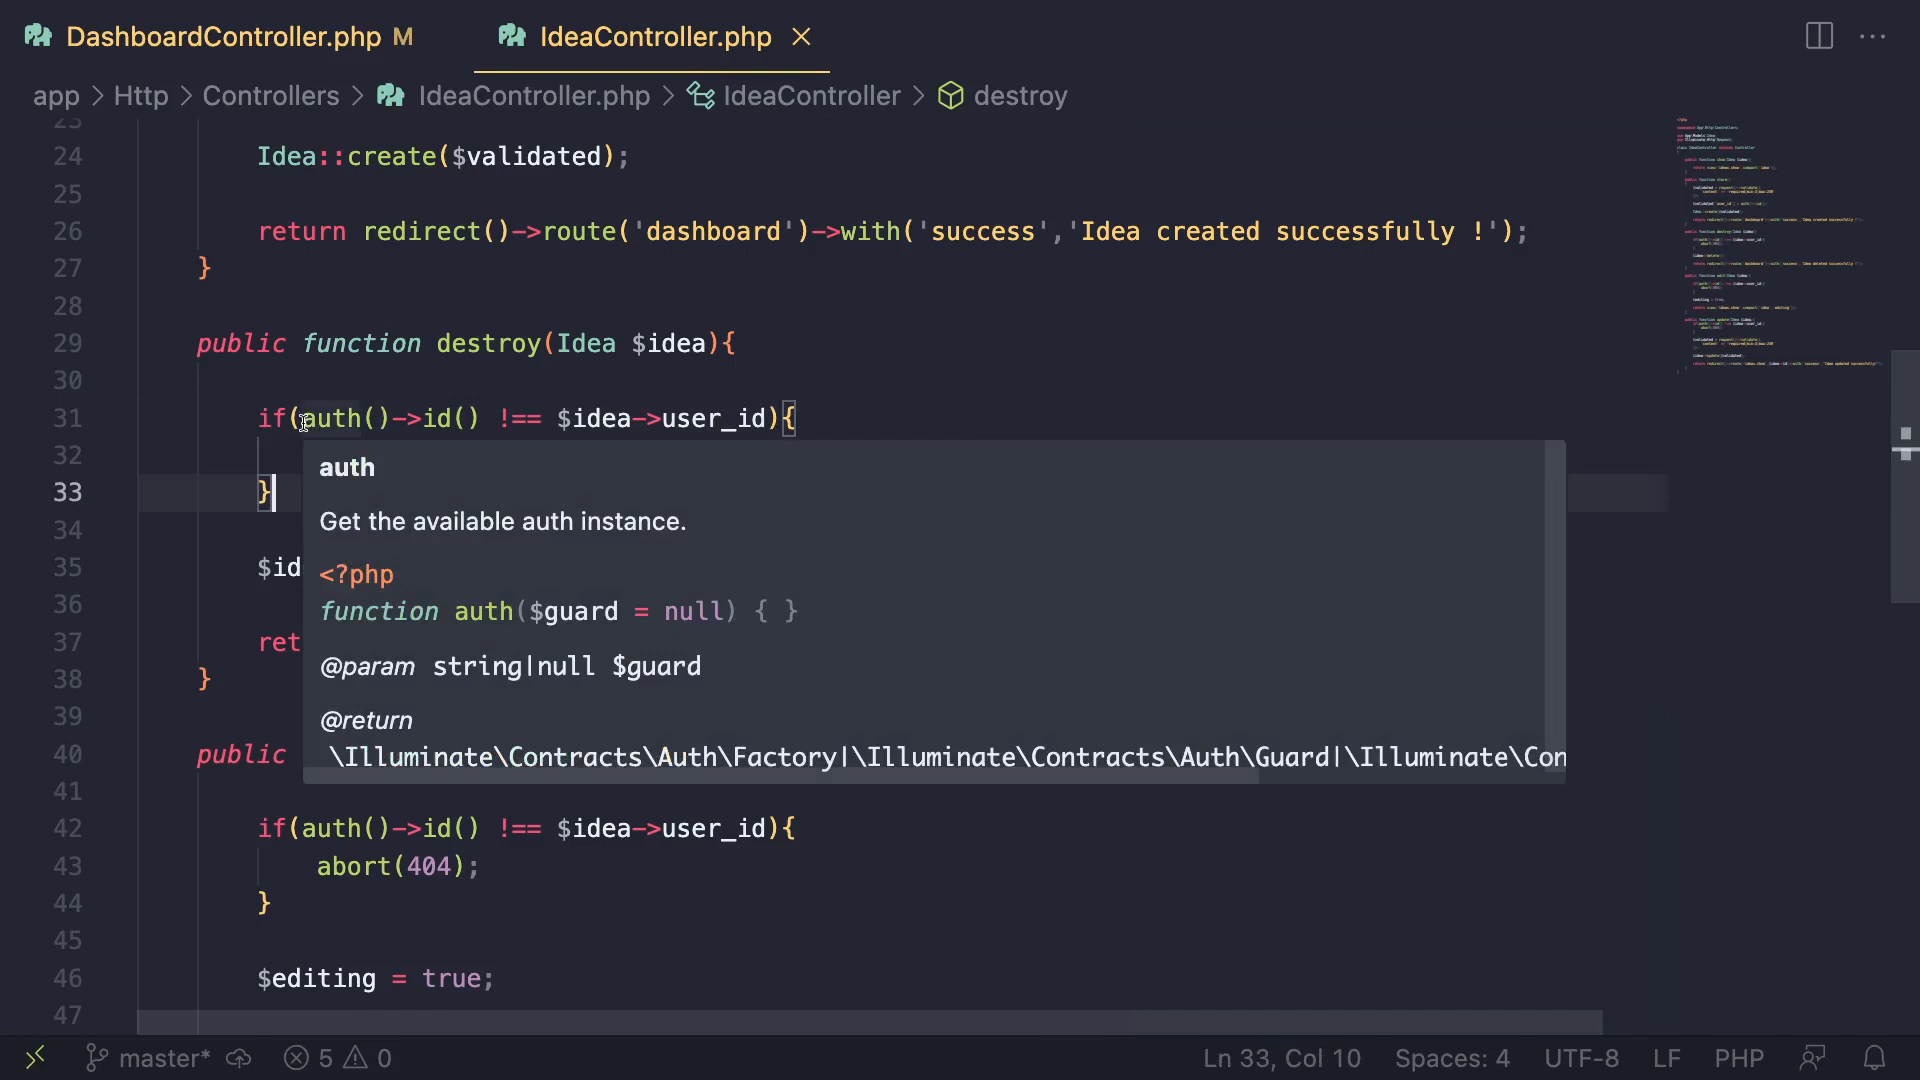 DashboardController.php M
IdeaController.php
app > Http > Controllers > IdeaController.php > IdeaController > destroy
23
24 Idea::create($validated);
25
26 return redirect()->route('dashboard')->with('success','Idea created successfully !');
27 }
28
29 public function destroy(Idea $idea){
30
31 if(auth()->id() !== $idea->user_id){
32
33 }
34
35 $id
36
37 ret
38 }
39
40 public
41
42 if(auth()->id() !== $idea->user_id){
43 abort(404);
44 }
45
46 $editing = true;
47
auth
Get the available auth instance.
<?php
function auth($guard = null) { }
@param string|null $guard
@return
\Illuminate\Contracts\Auth\Factory|\Illuminate\Contracts\Auth\Guard|\Illuminate\Con
master* 5 0
Ln 33, Col 10 Spaces: 4 UTF-8 LF PHP